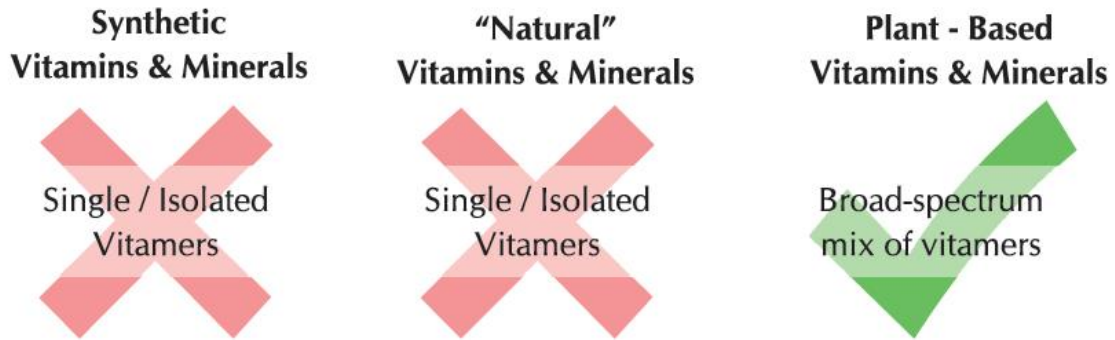 Synthetic
Vitamins & Minerals
Single / Isolated
Vitamers
“Natural”
Vitamins & Minerals
Single / Isolated
Vitamers
Plant - Based
Vitamins & Minerals
Broad-spectrum
mix of vitamers